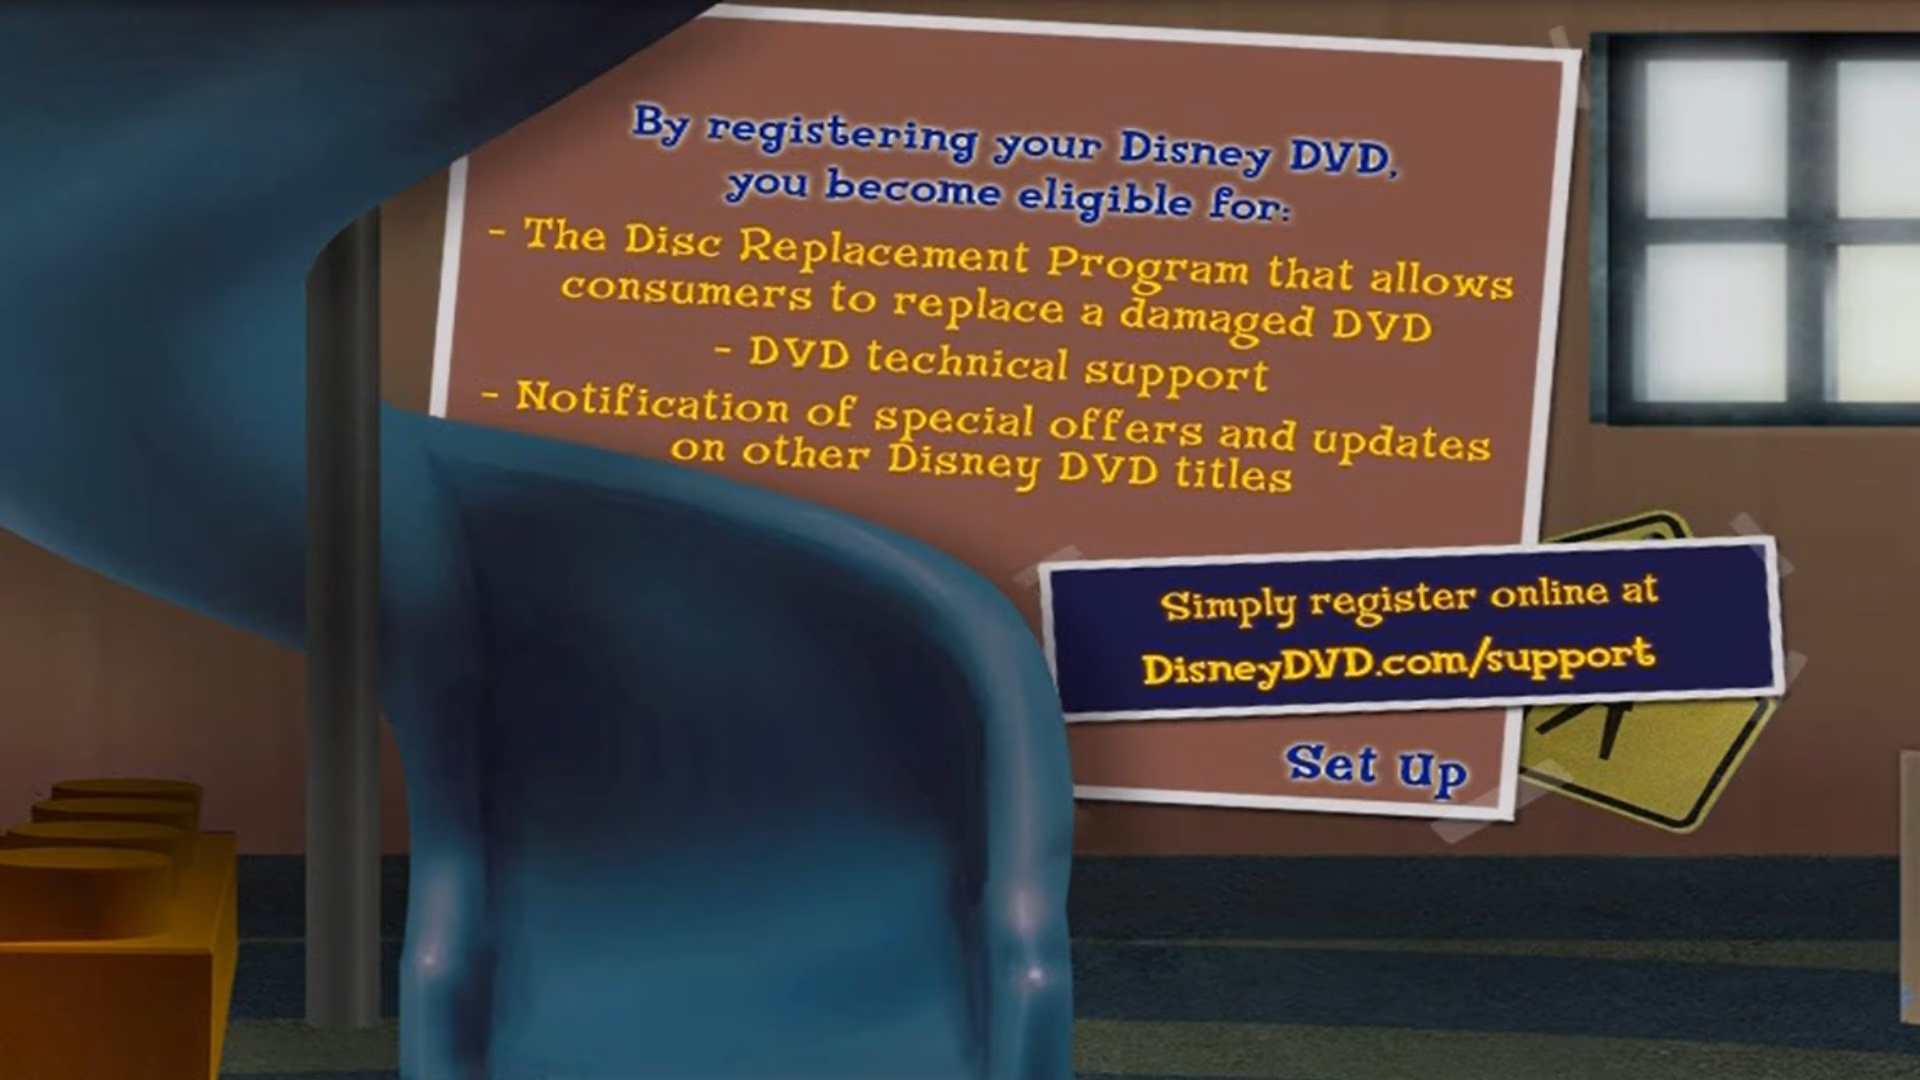 By registering your Disney DVD,
you become eligible for:
- The Disc Replacement Program that allows
consumers to replace a damaged DVD
- DVD technical support
- Notification of special offers and updates
on other Disney DVD titles
Simply register online at
DisneyDVD.com/support
Set Up